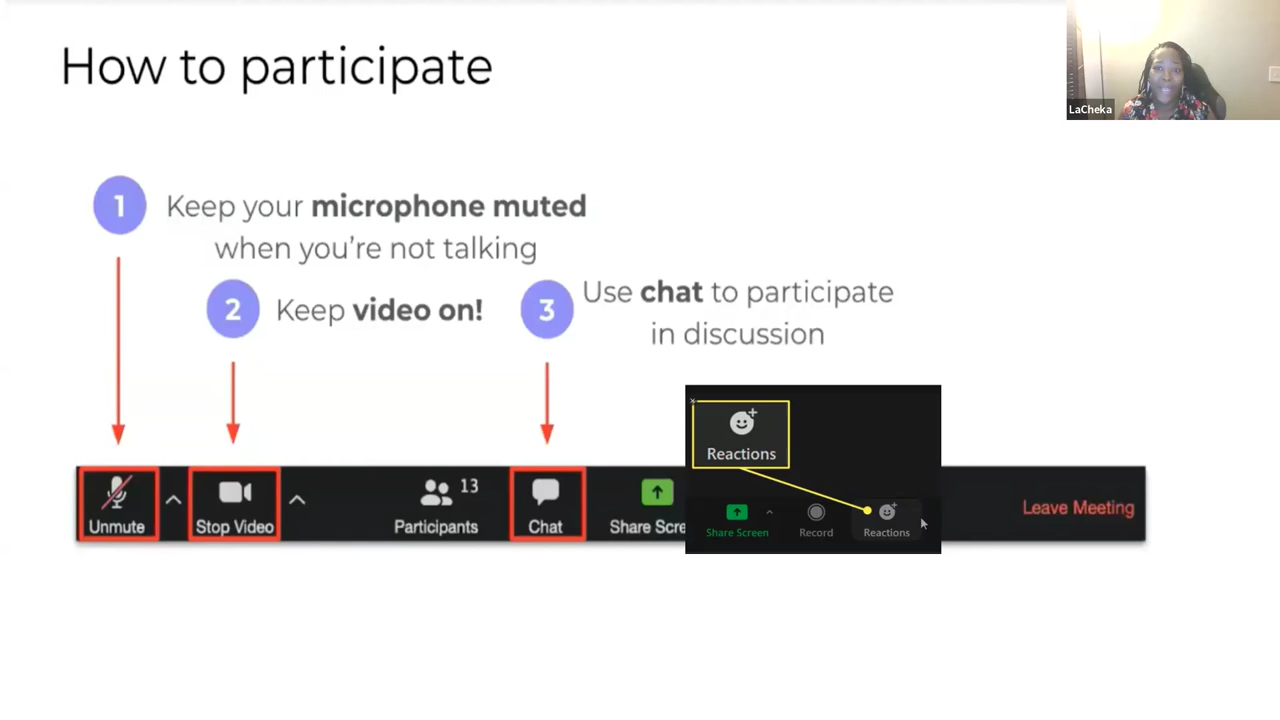 How to participate
LaCheka
1
Keep your microphone muted
when you're not talking
2
Keep video on!
3
Use chat to participate
in discussion
Reactions
Unmute
Stop Video
Participants
13
Chat
Share Scre
Share Screen
Record
Reactions
Leave Meeting